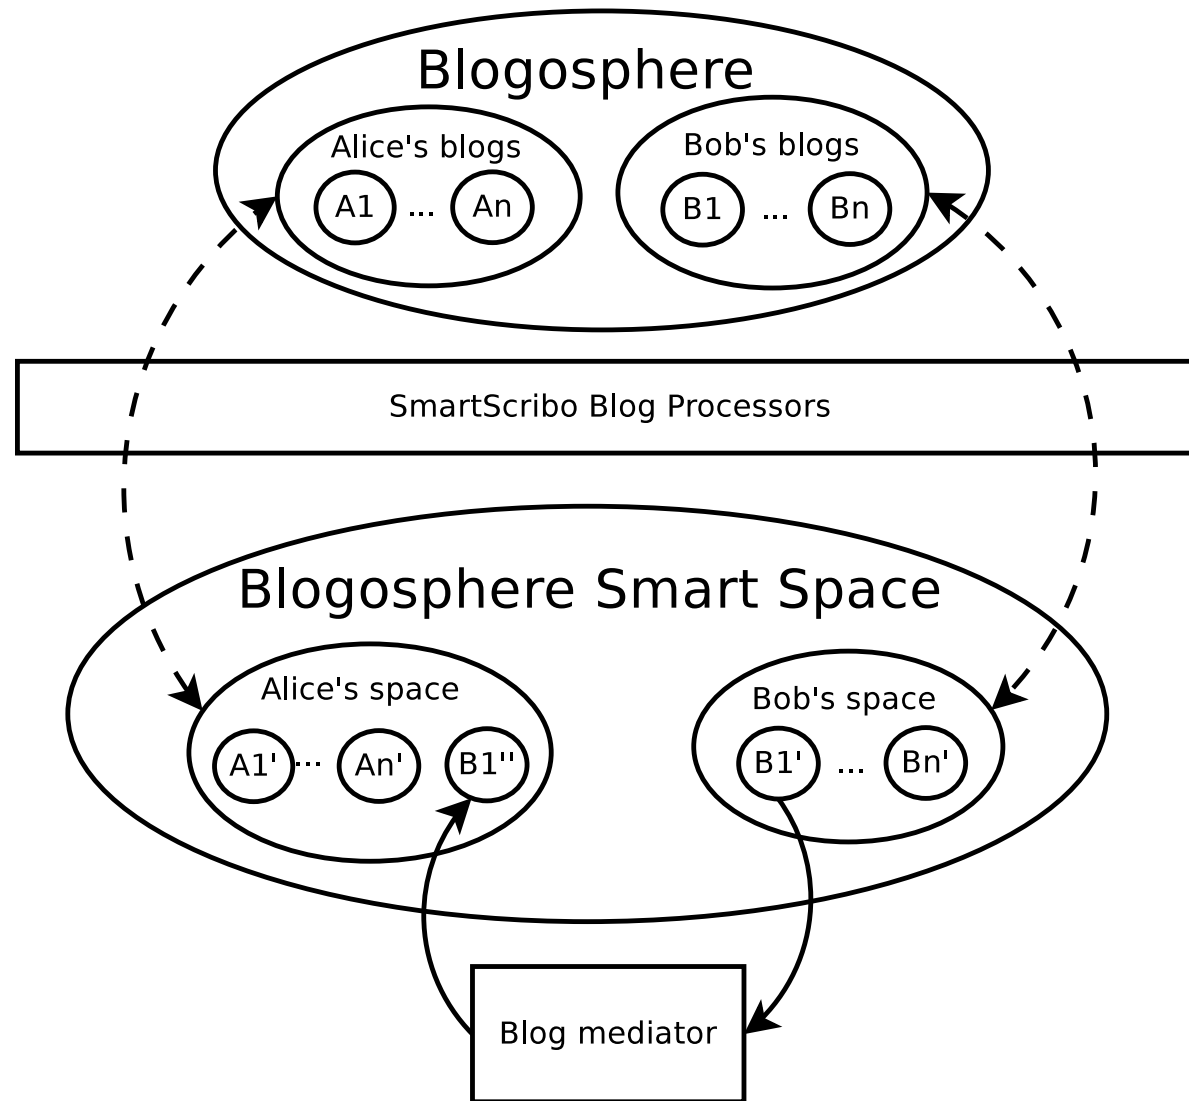 Blogosphere
Alice's blogs
Bob's blogs
A1 ... An
B1 ... Bn
SmartScribo Blog Processors
Blogosphere Smart Space
Alice's space
Bob's space
A1' ... An' B1''
B1' ... Bn'
Blog mediator